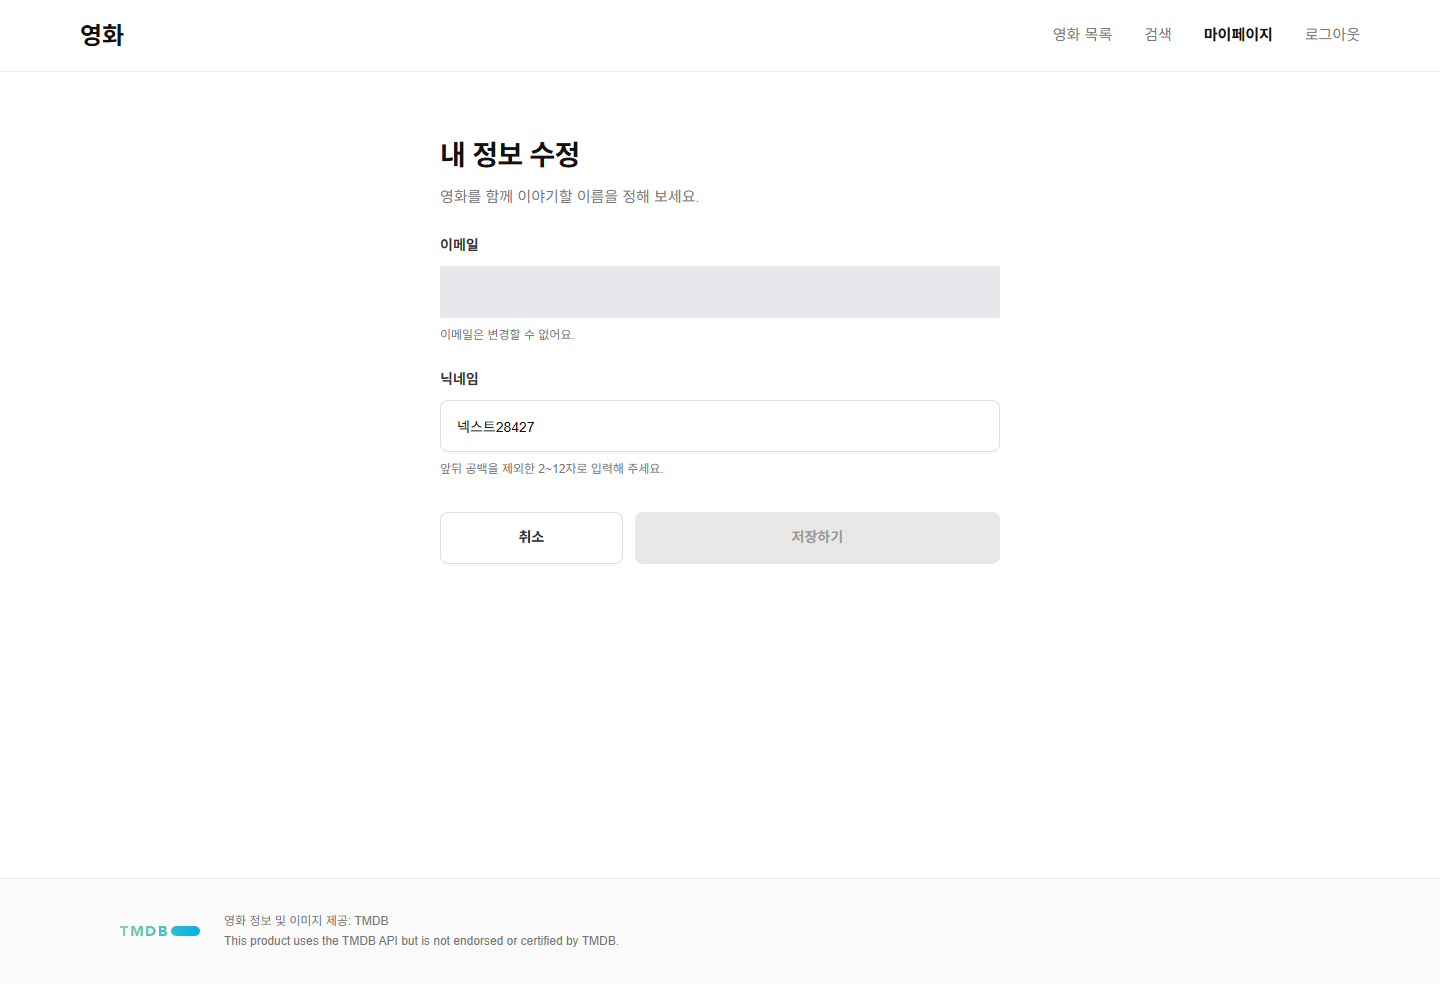 영화
영화 목록 검색 마이페이지 로그아웃
내 정보 수정
영화를 함께 이야기할 이름을 정해 보세요.
이메일
이메일은 변경할 수 없어요.
닉네임
넥스트28427
앞뒤 공백을 제외한 2~12자로 입력해 주세요.
취소 저장하기
TMDB
영화 정보 및 이미지 제공: TMDB
This product uses the TMDB API but is not endorsed or certified by TMDB.